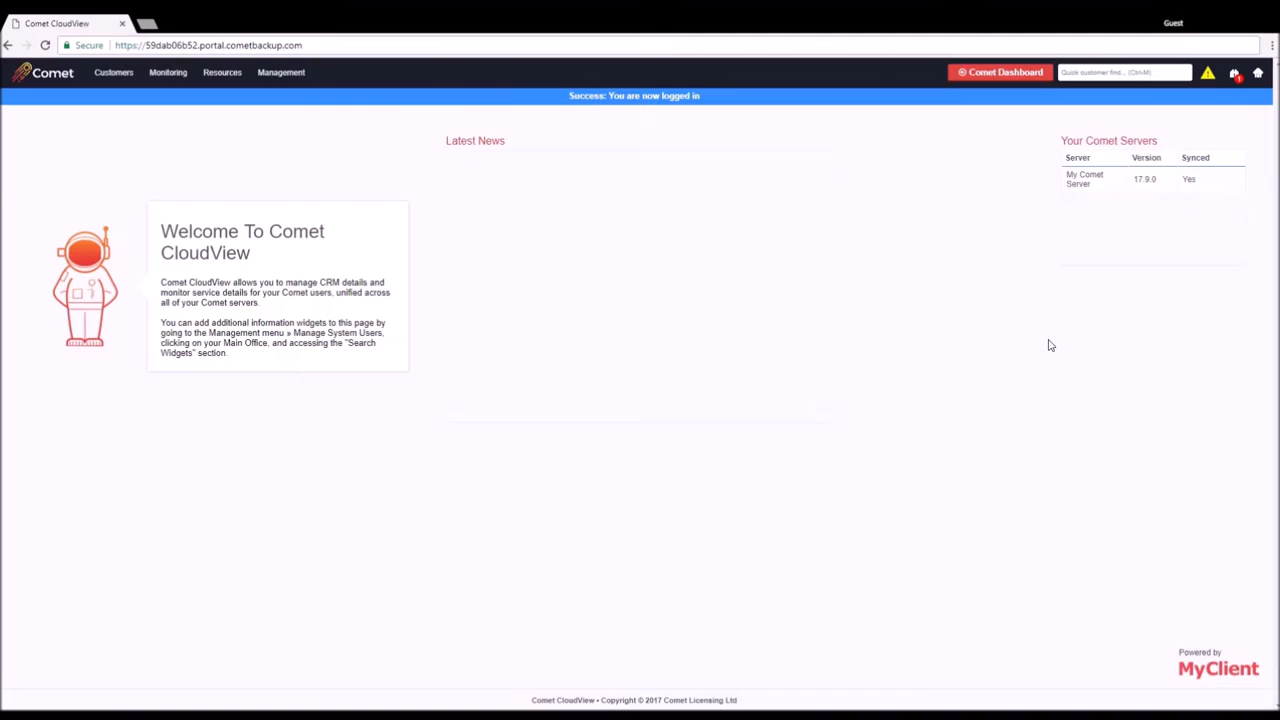 Comet CloudView
Guest
Secure https://59dab06b52.portal.cometbackup.com
Comet Customers Monitoring Resources Management Comet Dashboard Quick customer find... (Ctrl-M) 1
Success: You are now logged in
Latest News
Your Comet Servers
Server Version Synced
My Comet
Server
17.9.0 Yes
Welcome To Comet
CloudView
Comet CloudView allows you to manage CRM details and
monitor service details for your Comet users, unified across
all of your Comet servers.
You can add additional information widgets to this page by
going to the Management menu » Manage System Users,
clicking on your Main Office, and accessing the "Search
Widgets" section.
Powered by
MyClient
Comet CloudView • Copyright © 2017 Comet Licensing Ltd